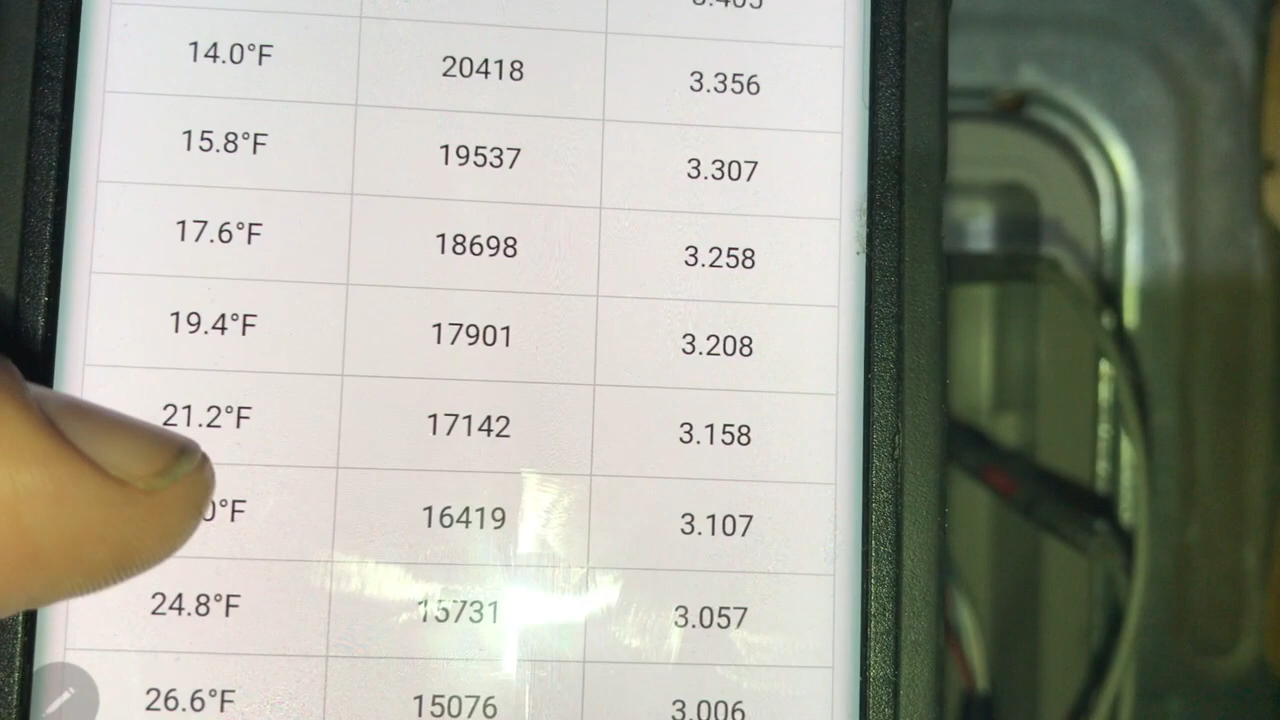 14.0°F 20418 3.356
15.8°F 19537 3.307
17.6°F 18698 3.258
19.4°F 17901 3.208
21.2°F 17142 3.158
0°F 16419 3.107
24.8°F 15731 3.057
26.6°F 15076 3.006